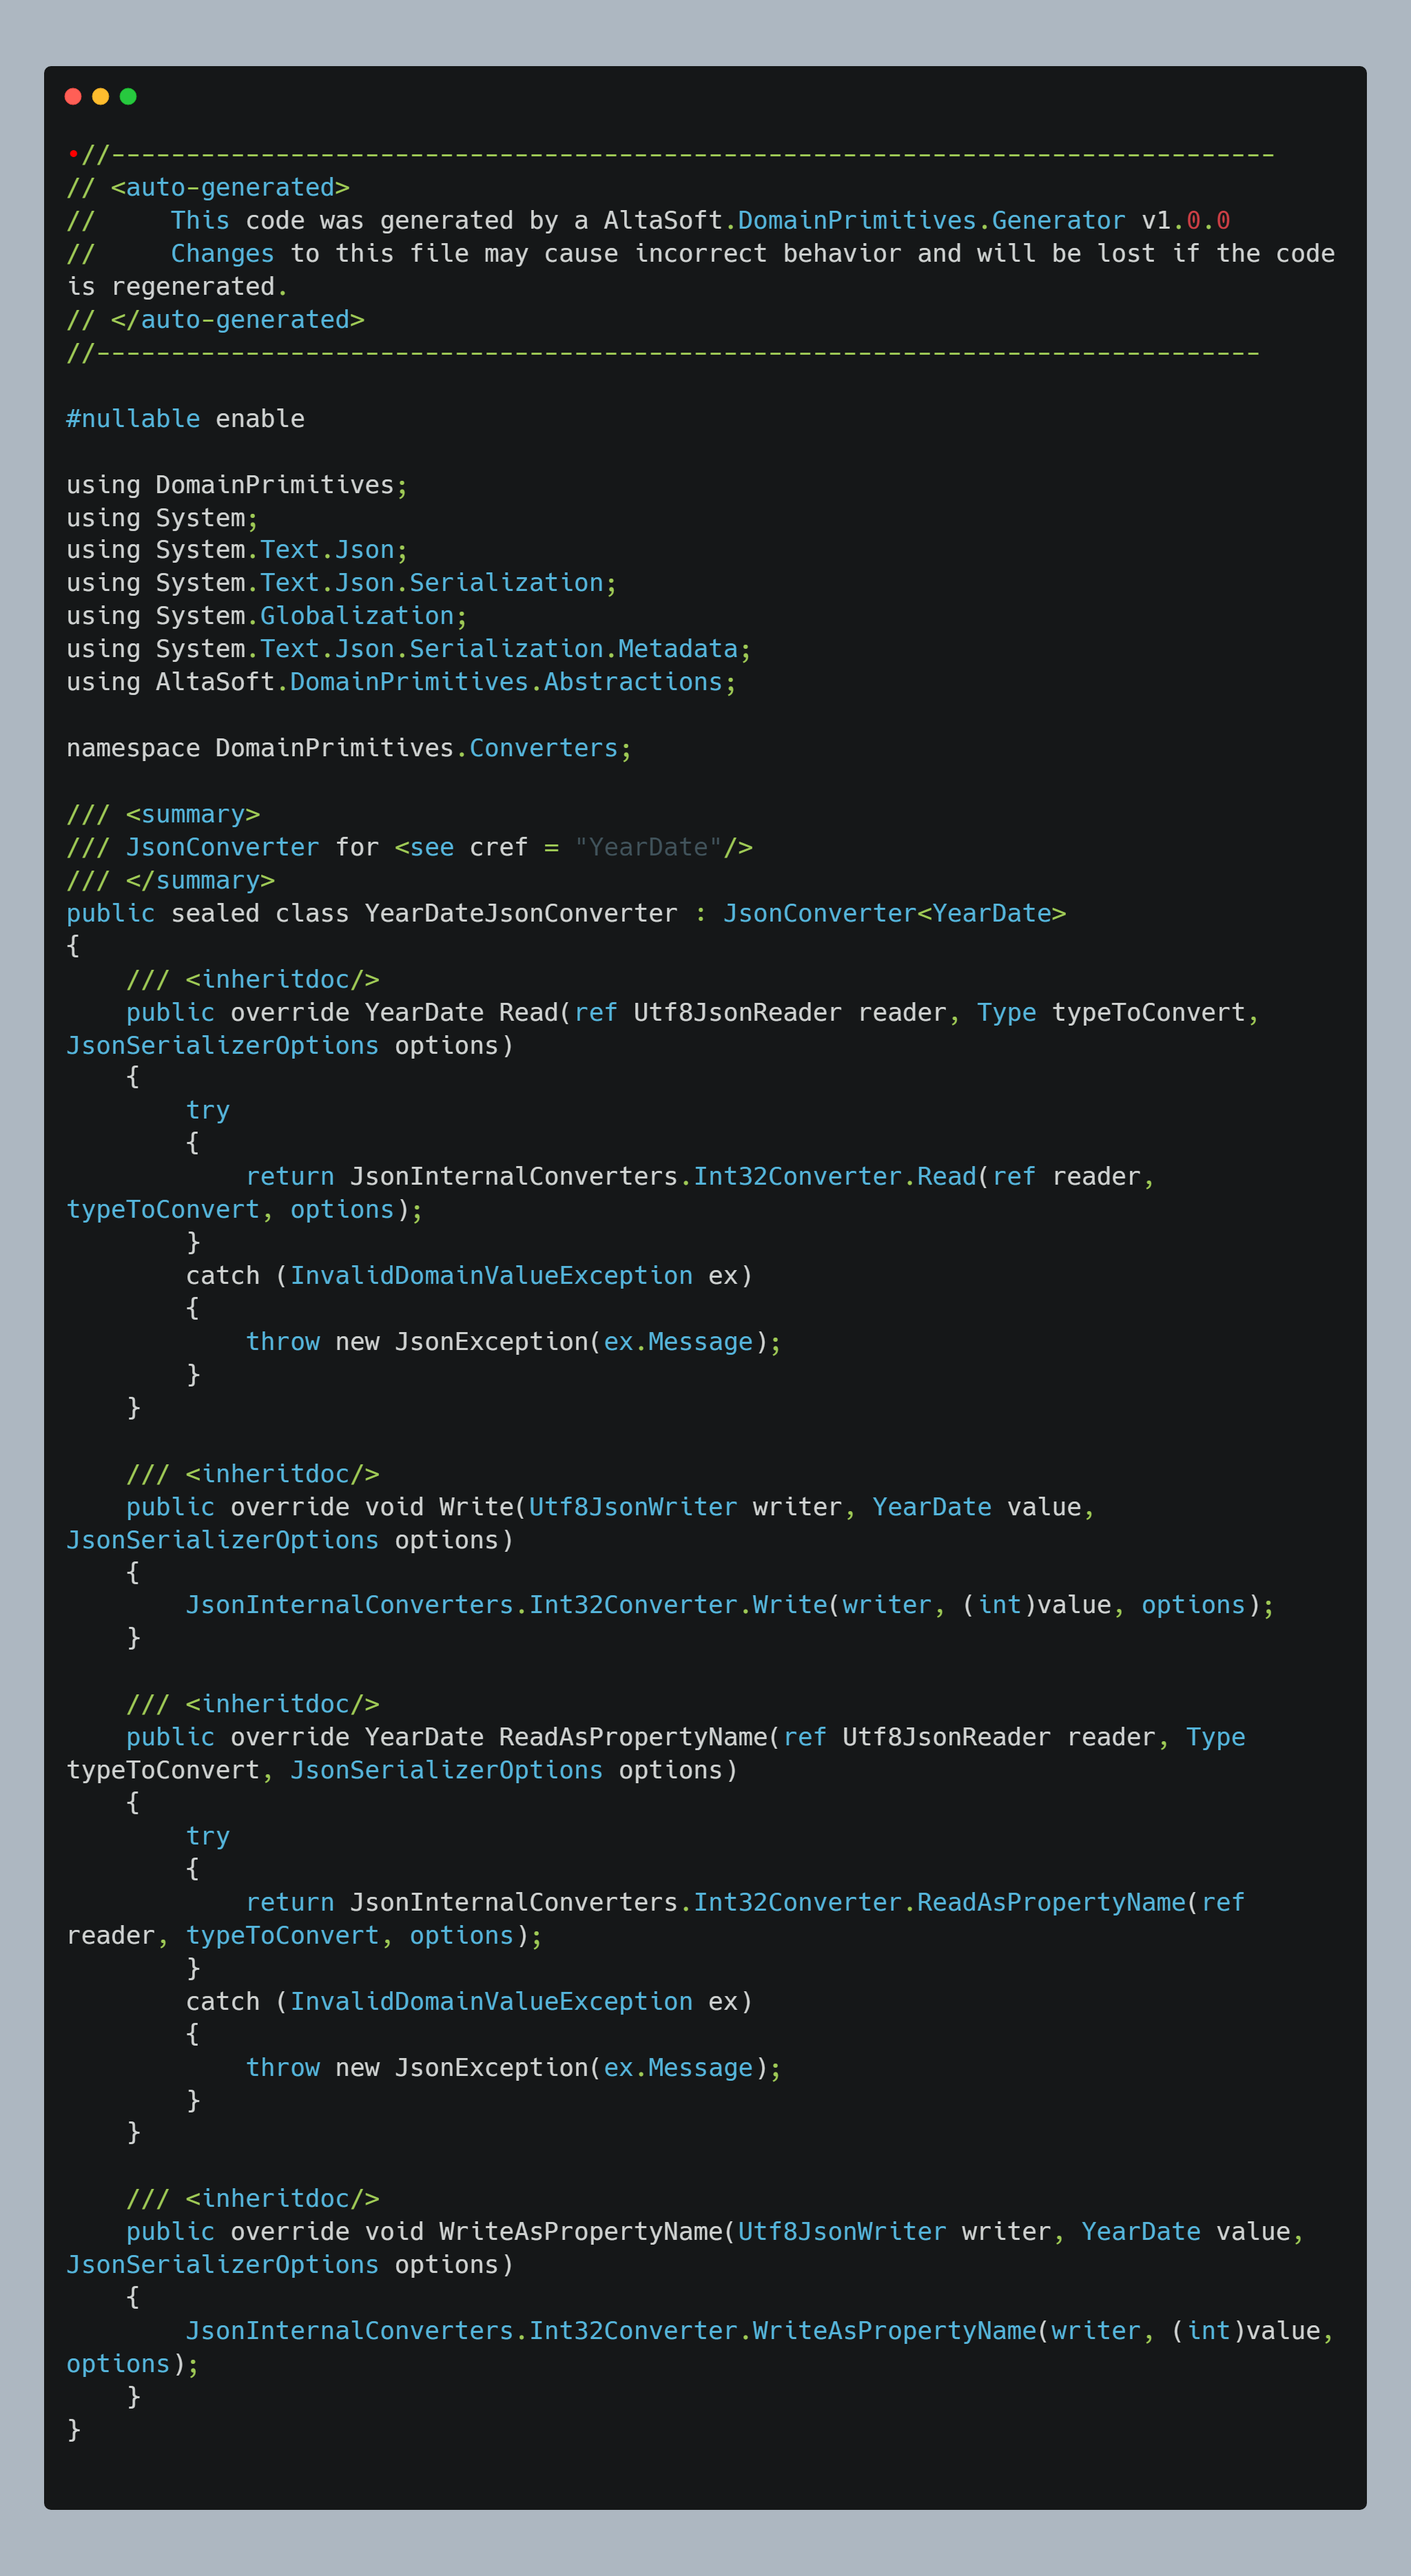 •//------------------------------------------------------------------------------
// <auto-generated>
//     This code was generated by a AltaSoft.DomainPrimitives.Generator v1.0.0
//     Changes to this file may cause incorrect behavior and will be lost if the code
is regenerated.
// </auto-generated>
//------------------------------------------------------------------------------

#nullable enable

using DomainPrimitives;
using System;
using System.Text.Json;
using System.Text.Json.Serialization;
using System.Globalization;
using System.Text.Json.Serialization.Metadata;
using AltaSoft.DomainPrimitives.Abstractions;

namespace DomainPrimitives.Converters;

/// <summary>
/// JsonConverter for <see cref = "YearDate"/>
/// </summary>
public sealed class YearDateJsonConverter : JsonConverter<YearDate>
{
    /// <inheritdoc/>
    public override YearDate Read(ref Utf8JsonReader reader, Type typeToConvert,
JsonSerializerOptions options)
    {
        try
        {
            return JsonInternalConverters.Int32Converter.Read(ref reader,
typeToConvert, options);
        }
        catch (InvalidDomainValueException ex)
        {
            throw new JsonException(ex.Message);
        }
    }

    /// <inheritdoc/>
    public override void Write(Utf8JsonWriter writer, YearDate value,
JsonSerializerOptions options)
    {
        JsonInternalConverters.Int32Converter.Write(writer, (int)value, options);
    }

    /// <inheritdoc/>
    public override YearDate ReadAsPropertyName(ref Utf8JsonReader reader, Type
typeToConvert, JsonSerializerOptions options)
    {
        try
        {
            return JsonInternalConverters.Int32Converter.ReadAsPropertyName(ref
reader, typeToConvert, options);
        }
        catch (InvalidDomainValueException ex)
        {
            throw new JsonException(ex.Message);
        }
    }

    /// <inheritdoc/>
    public override void WriteAsPropertyName(Utf8JsonWriter writer, YearDate value,
JsonSerializerOptions options)
    {
        JsonInternalConverters.Int32Converter.WriteAsPropertyName(writer, (int)value,
options);
    }
}